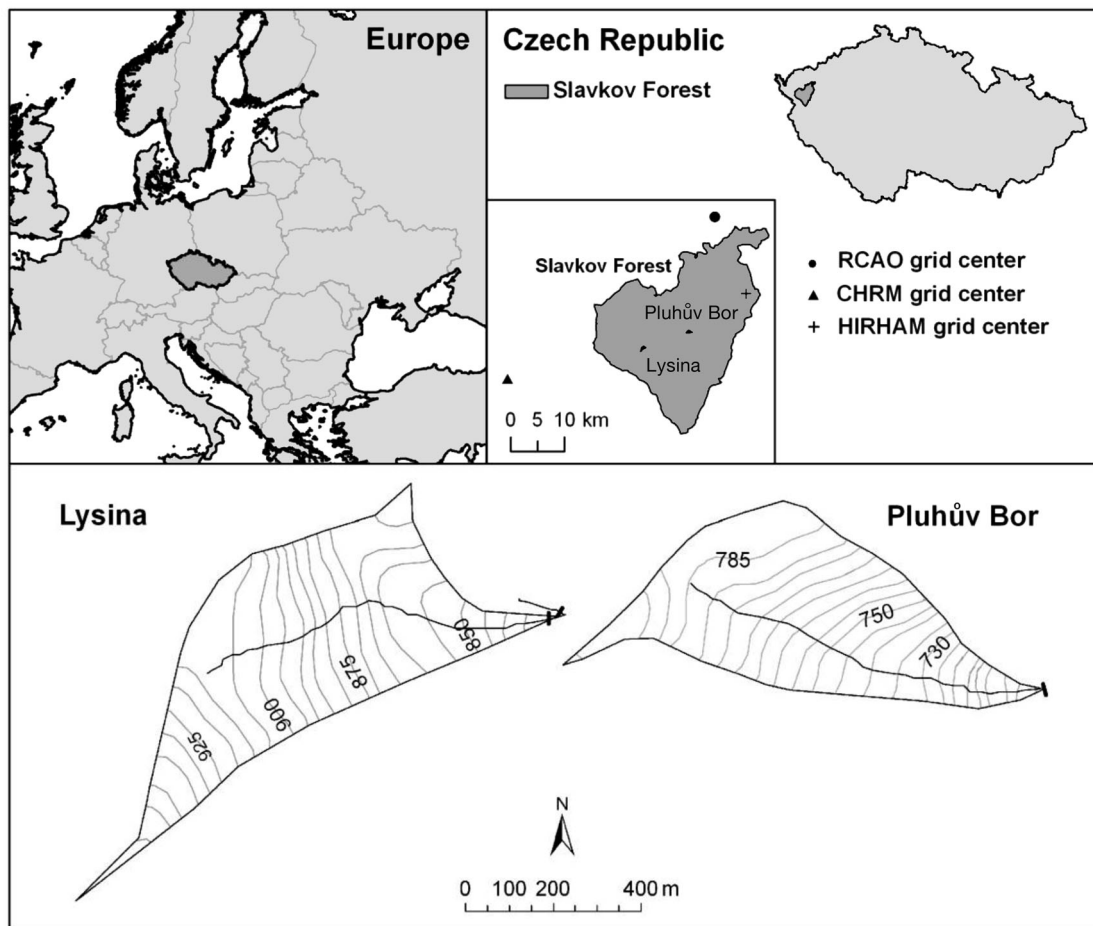 Europe
Czech Republic
Slavkov Forest
Slavkov Forest
Pluhův Bor
Lysina
0 5 10 km
RCAO grid center
CHRM grid center
HIRHAM grid center
Lysina
850
875
900
925
Pluhův Bor
785
750
730
N
0 100 200 400 m